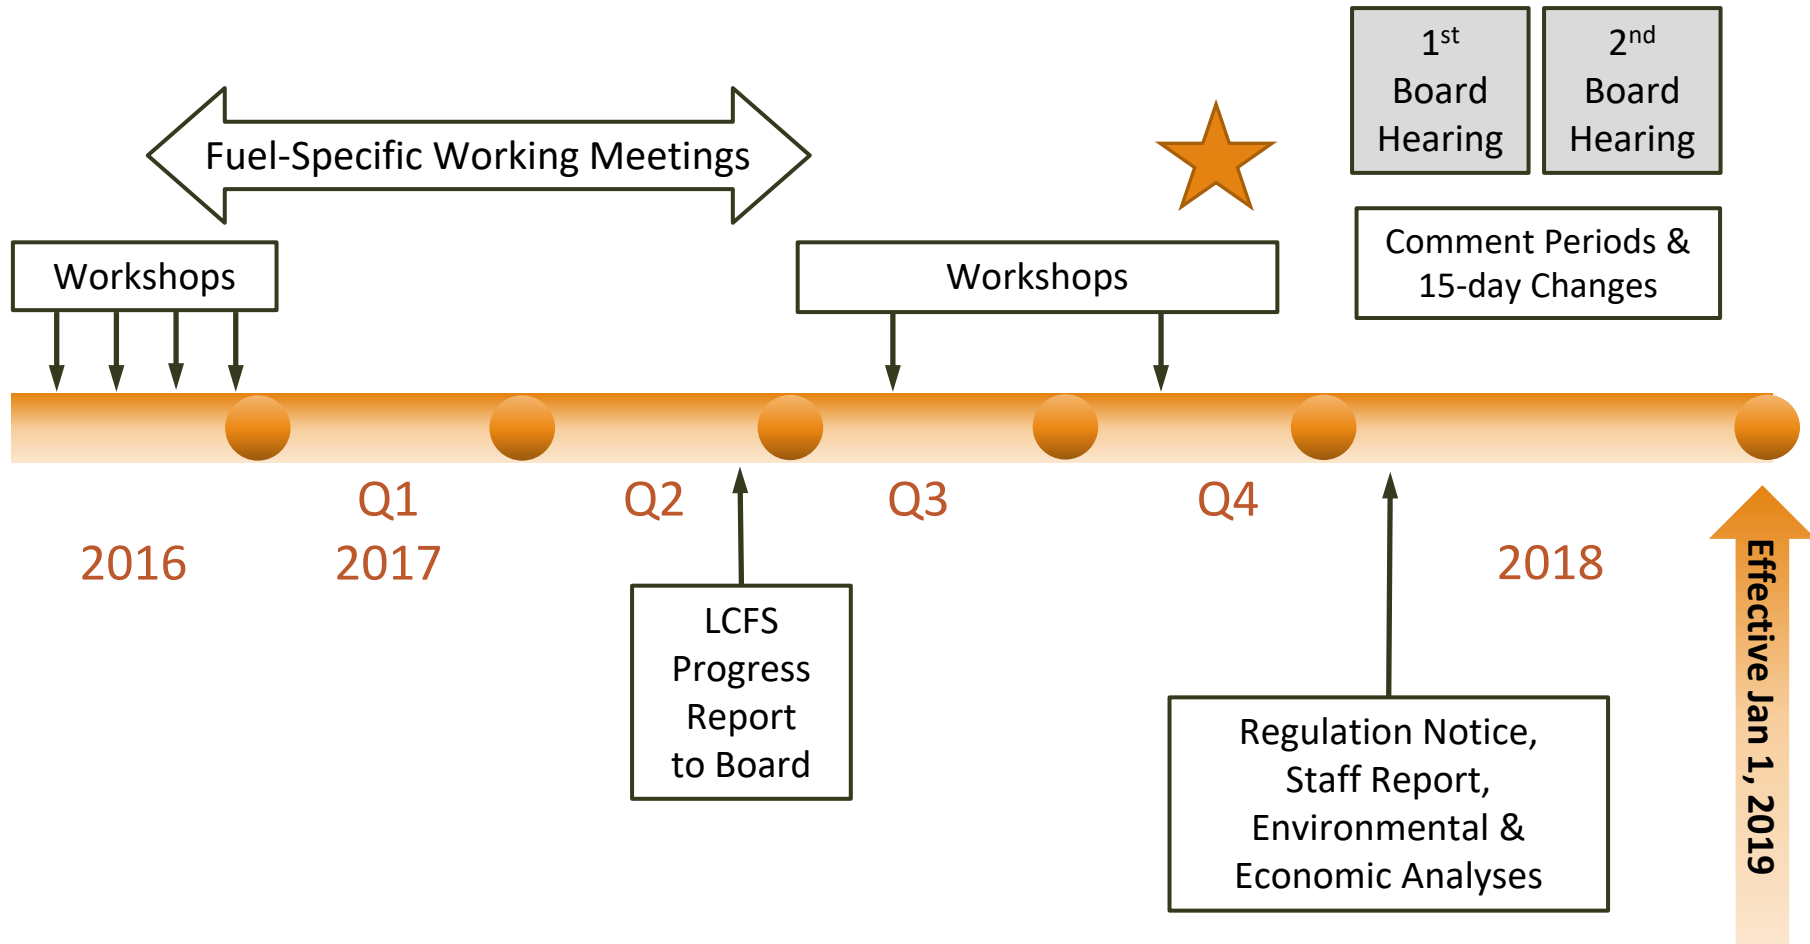 1st
Board
Hearing
2nd
Board
Hearing
Fuel-Specific Working Meetings
Workshops
Workshops
Comment Periods &
15-day Changes
Q1
Q2
Q3
Q4
2016
2017
2018
LCFS
Progress
Report
to Board
Regulation Notice,
Staff Report,
Environmental &
Economic Analyses
Effective Jan 1, 2019